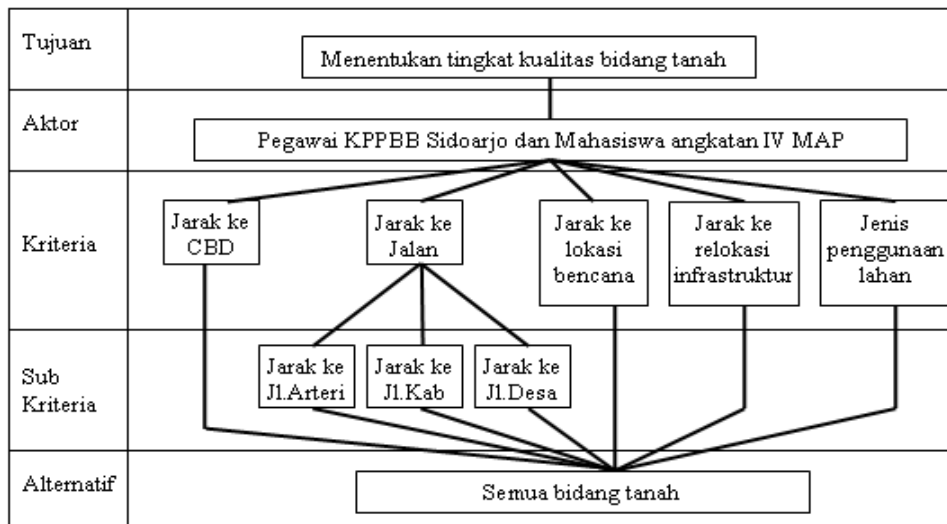 Tujuan
Menentukan tingkat kualitas bidang tanah
Aktor
Pegawai KPPBB Sidoarjo dan Mahasiswa angkatan IV MAP
Kriteria
Jarak ke
CBD
Jarak ke
Jalan
Jarak ke
lokasi
bencana
Jarak ke
relokasi
infrastruktur
Jenis
penggunaan
lahan
Sub
Kriteria
Jarak ke
Jl.Arteri
Jarak ke
Jl.Kab
Jarak ke
Jl.Desa
Alternatif
Semua bidang tanah